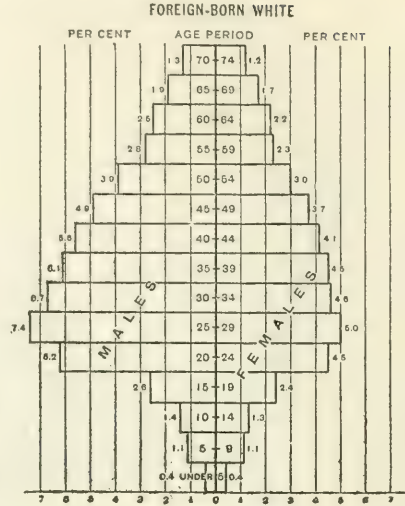 FOREIGN-BORN WHITE
PER CENT AGE PERIOD PER CENT
1.3 70-74 1.2
1.9 65-69 1.7
2.5 60-64 2.2
2.8 55-59 2.3
50-54 3.0
4.9 45-49 3.7
40-44 4.1
6.1 35-39 4.5
6.7 30-34 4.6
7.4 25-29 5.0
MALES FEMALES
6.2 20-24 4.5
2.6 15-19 2.4
1.4 10-14 1.3
1.1 5-9 1.1
0.4 UNDER 5 0.4
7 6 5 4 3 2 1 0 1 2 3 4 5 6 7